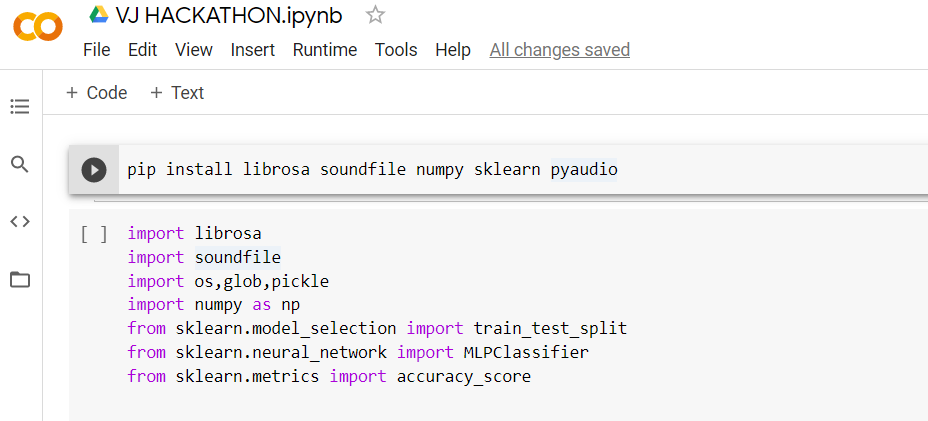 VJ HACKATHON.ipynb
File Edit View Insert Runtime Tools Help All changes saved
+ Code + Text
pip install librosa soundfile numpy sklearn pyaudio
[ ] import librosa
import soundfile
import os,glob,pickle
import numpy as np
from sklearn.model_selection import train_test_split
from sklearn.neural_network import MLPClassifier
from sklearn.metrics import accuracy_score